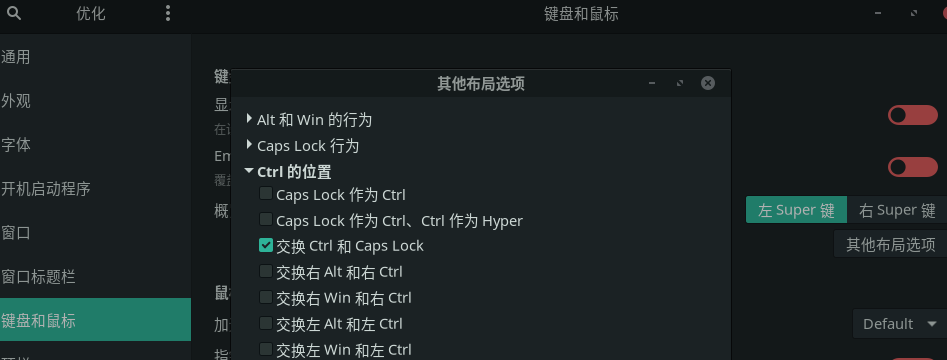 优化
键盘和鼠标
通用
外观
字体
开机启动程序
窗口
窗口标题栏
键盘和鼠标
键
显
在
Em
覆盖
概
左 Super 键
右 Super 键
其他布局选项
鼠标
加
指
Default
其他布局选项
Alt 和 Win 的行为
Caps Lock 行为
Ctrl 的位置
Caps Lock 作为 Ctrl
Caps Lock 作为 Ctrl、Ctrl 作为 Hyper
交换 Ctrl 和 Caps Lock
交换右 Alt 和右 Ctrl
交换右 Win 和右 Ctrl
交换左 Alt 和左 Ctrl
交换左 Win 和左 Ctrl